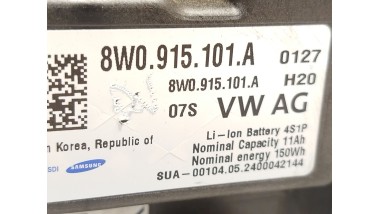 8W0.915.101.A 0127
8W0.915.101.A H20
07S VW AG
Korea, Republic of
Li-Ion Battery 4S1P
Nominal Capacity 11Ah
SDI SAMSUNG
Nominal energy 150Wh
SUA-00104.05.2400042144